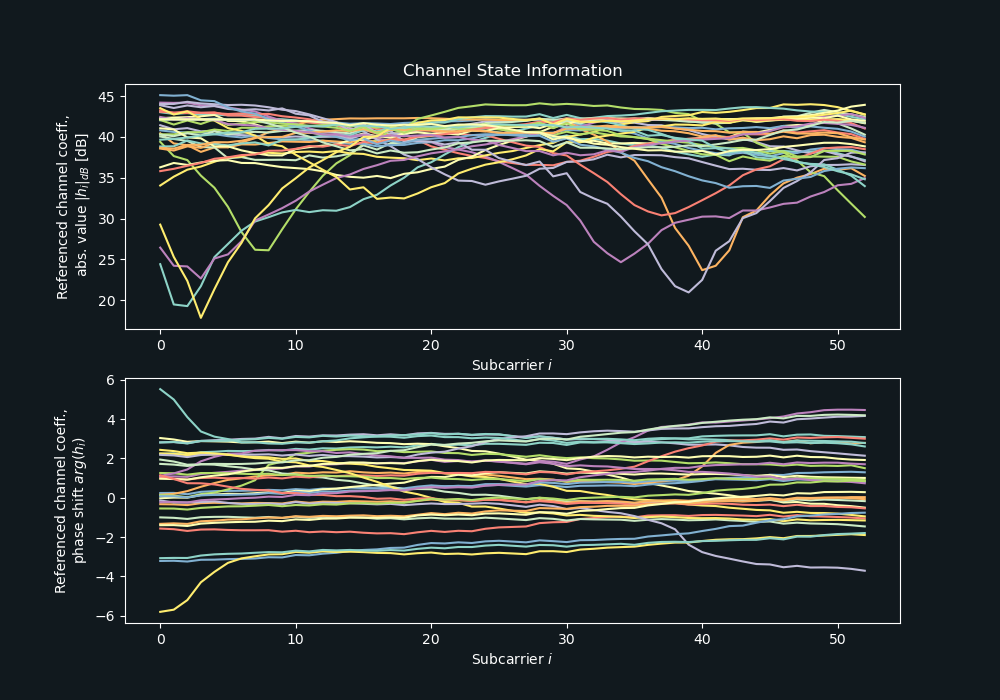 Channel State Information
Referenced channel coeff.,
abs. value |h_i|_{dB} [dB]
45
40
35
30
25
20
0 10 20 30 40 50
Subcarrier i
Referenced channel coeff.,
phase shift arg(h_i)
6
4
2
0
−2
−4
−6
0 10 20 30 40 50
Subcarrier i